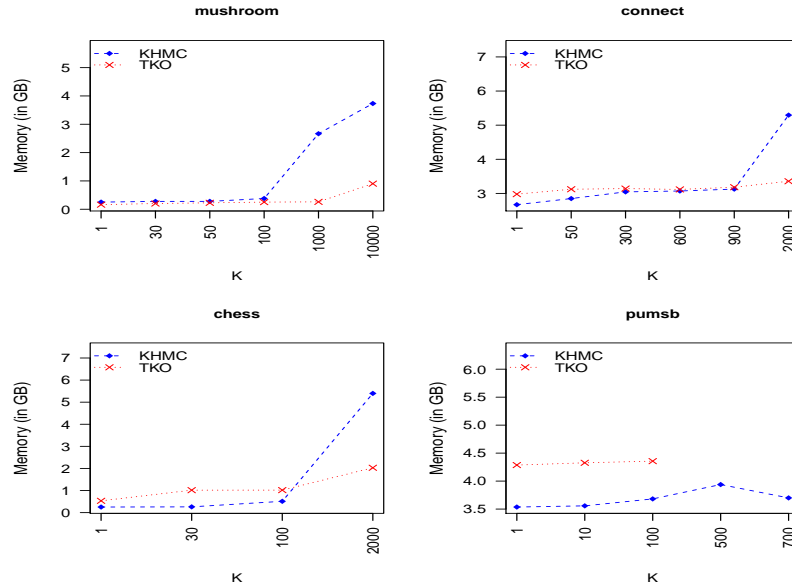 mushroom
Memory (in GB)
5
4
3
2
1
0
KHMC
TKO
1
30
50
100
1000
10000
K
connect
Memory (in GB)
7
6
5
4
3
KHMC
TKO
1
50
300
600
900
2000
K
chess
Memory (in GB)
7
6
5
4
3
2
1
0
KHMC
TKO
1
30
100
2000
K
pumsb
Memory (in GB)
6.0
5.5
5.0
4.5
4.0
3.5
KHMC
TKO
1
10
100
500
700
K